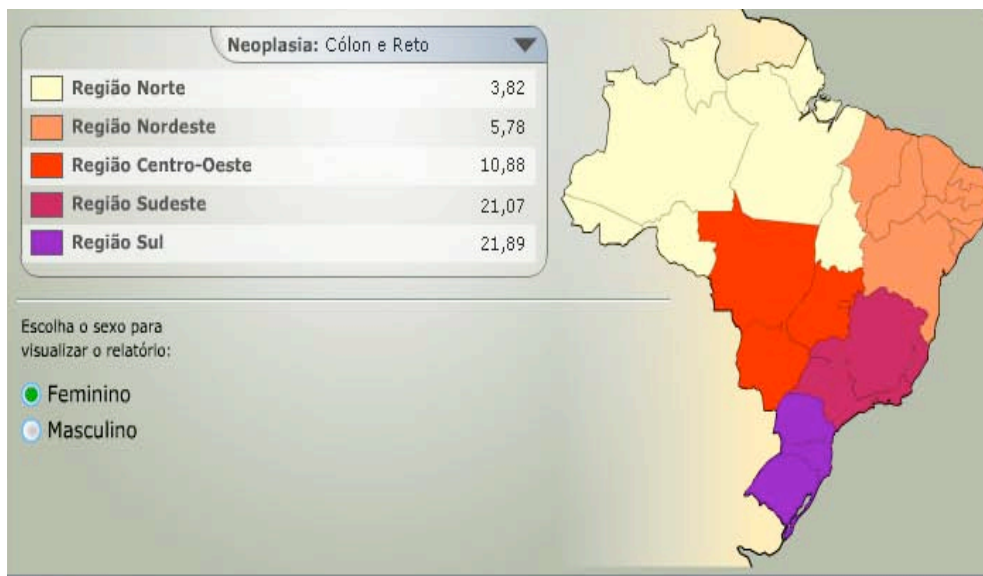 Neoplasia: Cólon e Reto
Região Norte 3,82
Região Nordeste 5,78
Região Centro-Oeste 10,88
Região Sudeste 21,07
Região Sul 21,89
Escolha o sexo para
visualizar o relatório:
Feminino
Masculino